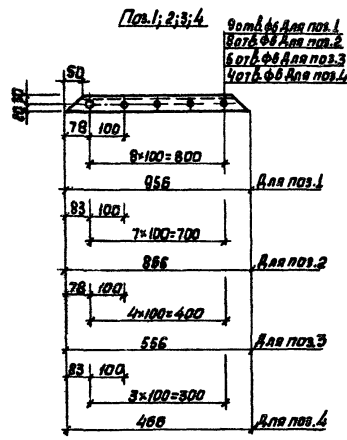 Поз.1; 2;3;4
9отв.ф6 Для поз.1
8отв.ф6 Для поз.2
5отв.ф6 Для поз.3
4отв.ф6 Для поз.4
50
78 100
8×100=800
956 Для поз.1
83 100
7×100=700
866 Для поз.2
78 100
4×100=400
556 Для поз.3
83 100
3×100=300
466 Для поз.4